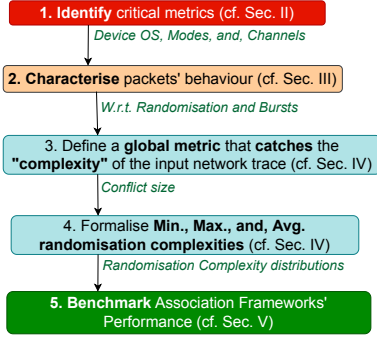 1. Identify critical metrics (cf. Sec. II)
Device OS, Modes, and, Channels
2. Characterise packets' behaviour (cf. Sec. III)
W.r.t. Randomisation and Bursts
3. Define a global metric that catches the
"complexity" of the input network trace (cf. Sec. IV)
Conflict size
4. Formalise Min., Max., and, Avg.
randomisation complexities (cf. Sec. IV)
Randomisation Complexity distributions
5. Benchmark Association Frameworks'
Performance (cf. Sec. V)